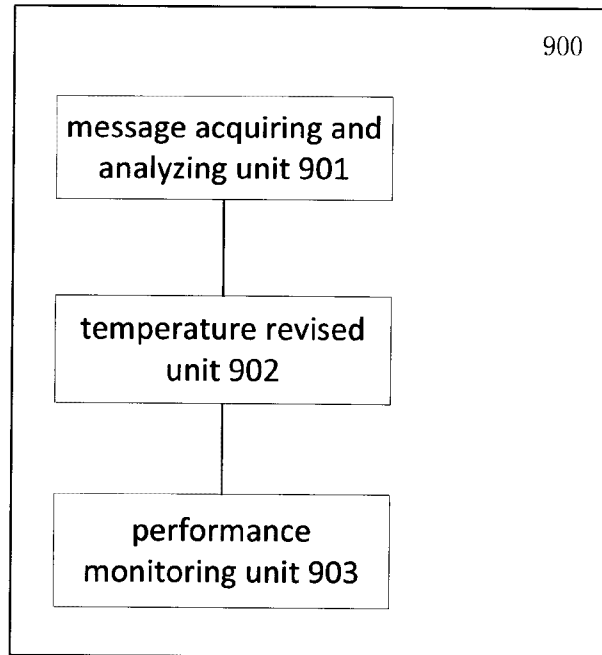 900
message acquiring and
analyzing unit 901
temperature revised
unit 902
performance
monitoring unit 903